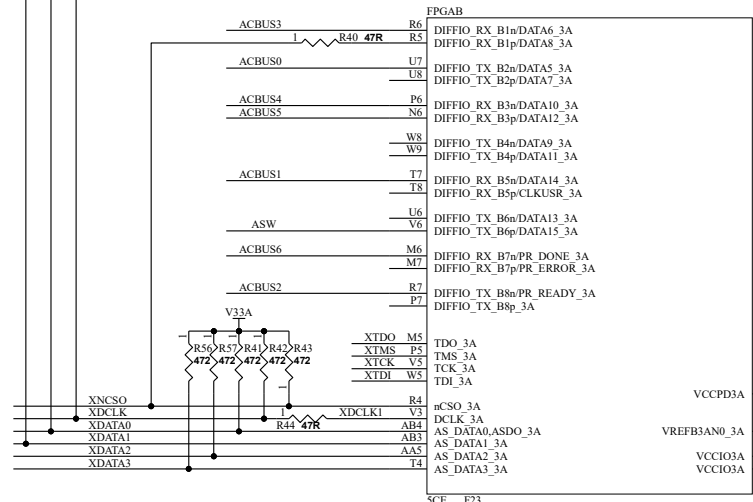 FPGAB
ACBUS3 R6 DIFFIO_RX_B1n/DATA6_3A
1 R40 47R R5 DIFFIO_RX_B1p/DATA8_3A
ACBUS0 U7 DIFFIO_TX_B2n/DATA5_3A
U8 DIFFIO_TX_B2p/DATA7_3A
ACBUS4 P6 DIFFIO_RX_B3n/DATA10_3A
ACBUS5 N6 DIFFIO_RX_B3p/DATA12_3A
W8 DIFFIO_TX_B4n/DATA9_3A
W9 DIFFIO_TX_B4p/DATA11_3A
ACBUS1 T7 DIFFIO_RX_B5n/DATA14_3A
T8 DIFFIO_RX_B5p/CLKUSR_3A
U6 DIFFIO_TX_B6n/DATA13_3A
ASW V6 DIFFIO_TX_B6p/DATA15_3A
ACBUS6 M6 DIFFIO_RX_B7n/PR_DONE_3A
M7 DIFFIO_RX_B7p/PR_ERROR_3A
ACBUS2 R7 DIFFIO_TX_B8n/PR_READY_3A
P7 DIFFIO_TX_B8p_3A
V33A
1 1 1 1
XTDO M5 TDO_3A
R56 R57 R41 R42 R43 XTMS P5 TMS_3A
472 472 472 472 472 XTCK V5 TCK_3A
XTDI W5 TDI_3A
1
VCCPD3A
XNCSO R4 nCSO_3A
XDCLK 1 R44 47R XDCLK1 V3 DCLK_3A
XDATA0 AB4 AS_DATA0,ASDO_3A VREFB3AN0_3A
XDATA1 AB3 AS_DATA1_3A
XDATA2 AA5 AS_DATA2_3A VCCIO3A
XDATA3 T4 AS_DATA3_3A VCCIO3A